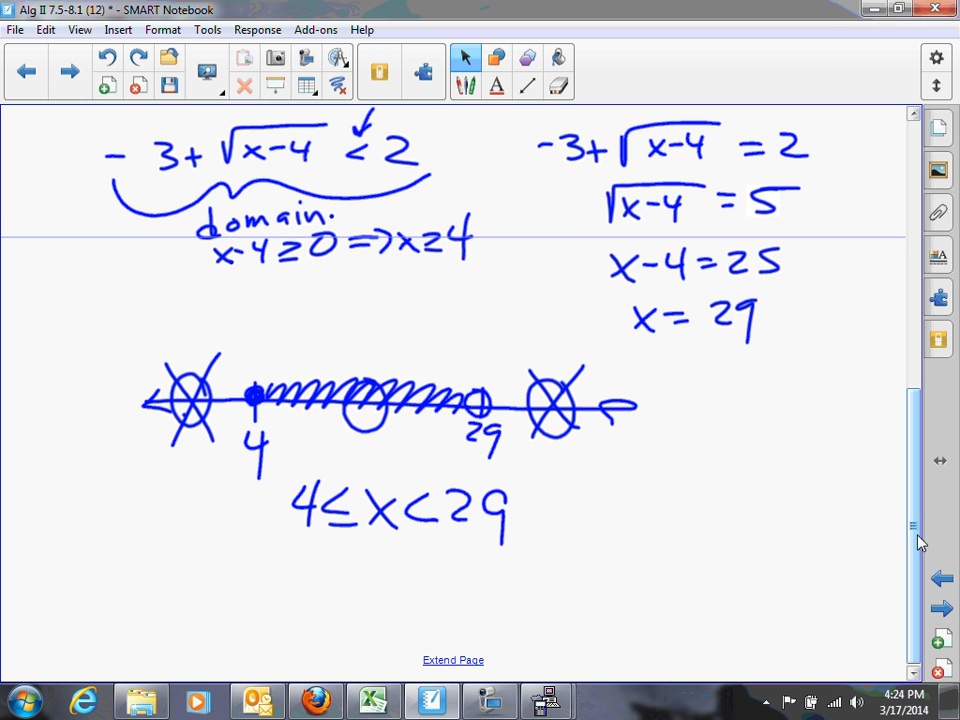 Alg II 7.5-8.1 (12) * - SMART Notebook
File Edit View Insert Format Tools Response Add-ons Help
- 3+√x-4 < 2
domain.
x-4 ≥ 0 => x ≥ 4
-3+√x-4 = 2
√x-4 = 5
x-4 = 25
x = 29
4 29
4 ≤ x < 29
Extend Page
4:24 PM
3/17/2014